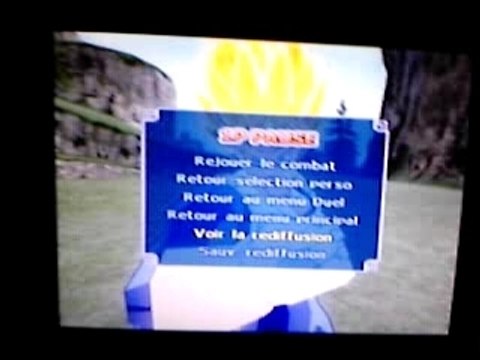 1P PAUSE
Rejouer le combat
Retour sélection perso
Retour au menu Duel
Retour au menu principal
Voir la rediffusion
Sauv rediffusion